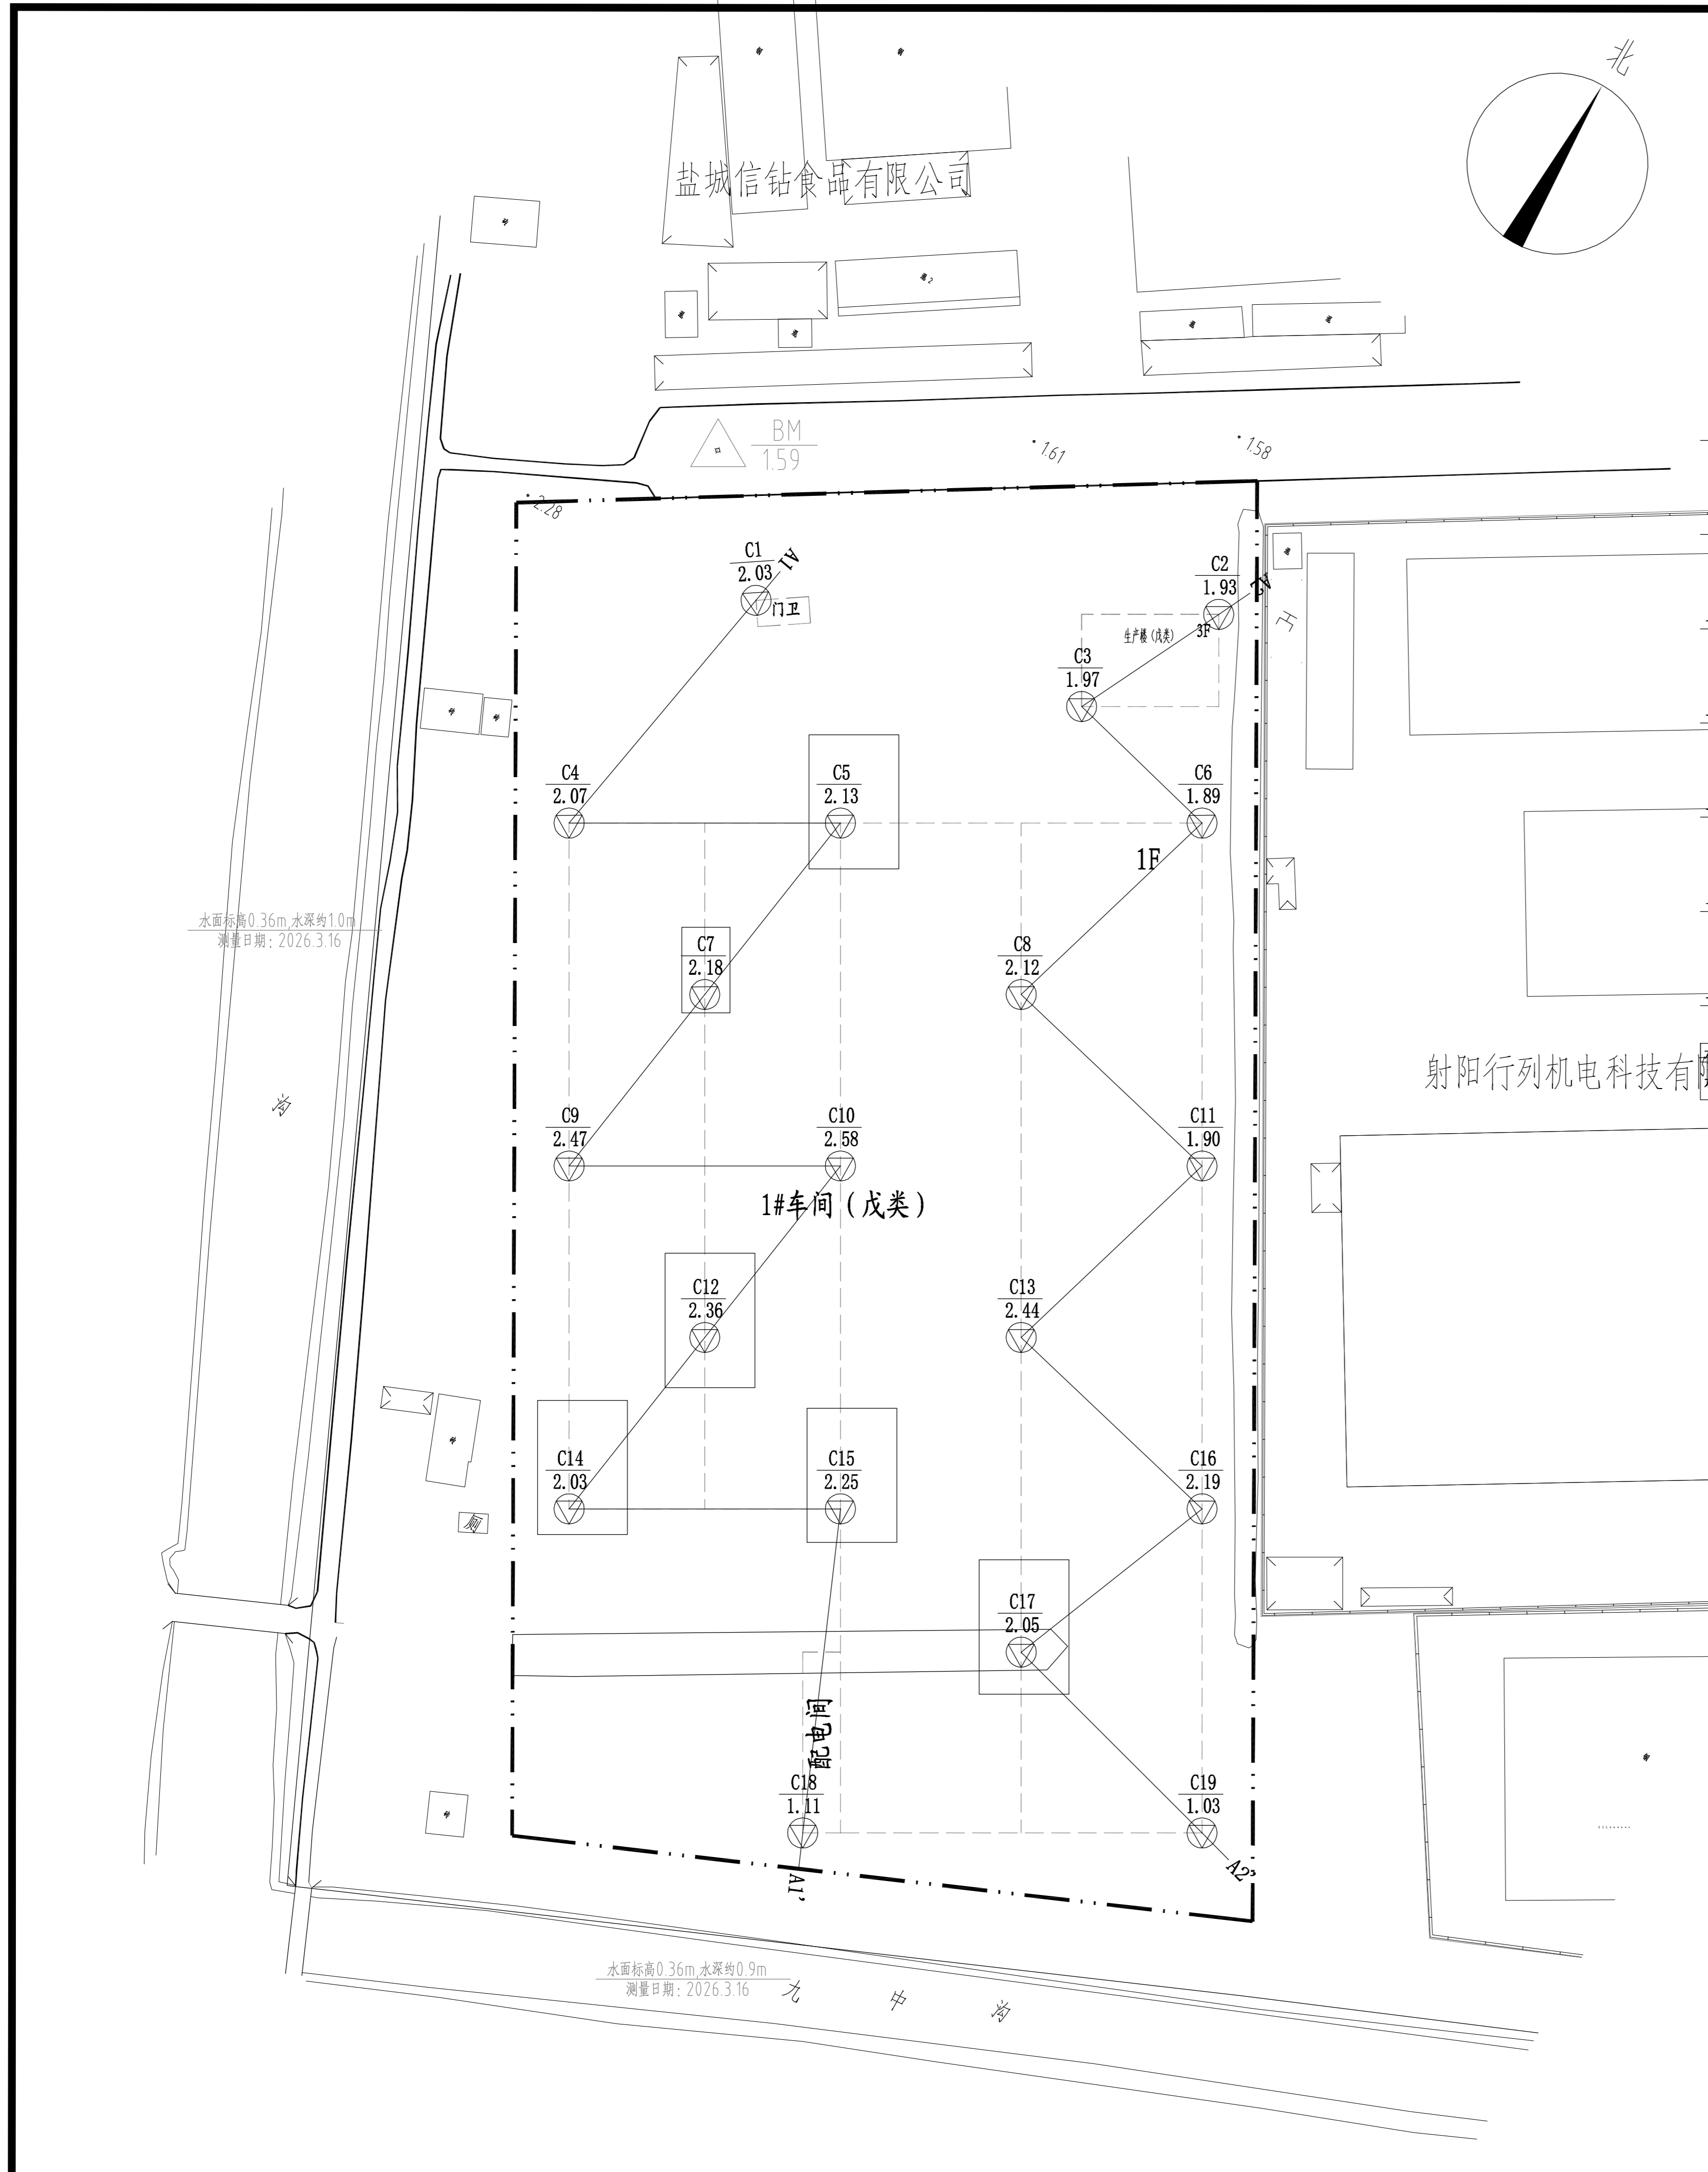 北
盐城信钻食品有限公司
2
BM
1.59
1.61
1.58
2.28
C1
2.03
A1
门卫
C2
1.93
A2
生产楼（戊类）
3F
C3
1.97
C4
2.07
C5
2.13
C6
1.89
1F
水面标高0.36m,水深约1.0m
测量日期：2026.3.16
C7
2.18
C8
2.12
射阳行列机电科技有限
沟
C9
2.47
C10
2.58
C11
1.90
1#车间（戊类）
C12
2.36
C13
2.44
C14
2.03
C15
2.25
C16
2.19
厕
C17
2.05
配电间
C18
1.11
C19
1.03
A1'
A2'
水面标高0.36m,水深约0.9m
测量日期：2026.3.16
九中沟